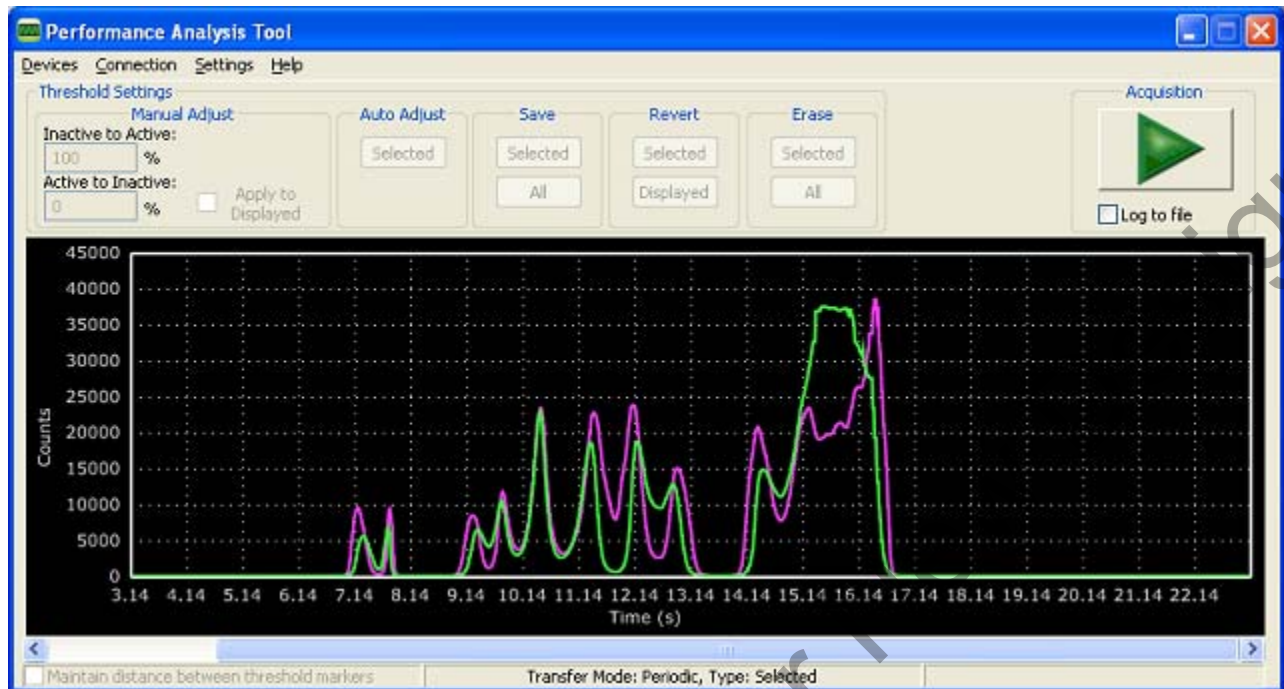 Performance Analysis Tool
Devices Connection Settings Help
Threshold Settings
Manual Adjust
Inactive to Active:
100 %
Active to Inactive:
0 %
Apply to
Displayed
Auto Adjust
Selected
Save
Selected
All
Revert
Selected
Displayed
Erase
Selected
All
Acquisition
Log to file
45000
40000
35000
30000
25000
20000
15000
10000
5000
0
Counts
3.14 4.14 5.14 6.14 7.14 8.14 9.14 10.14 11.14 12.14 13.14 14.14 15.14 16.14 17.14 18.14 19.14 20.14 21.14 22.14
Time (s)
Maintain distance between threshold markers
Transfer Mode: Periodic, Type: Selected